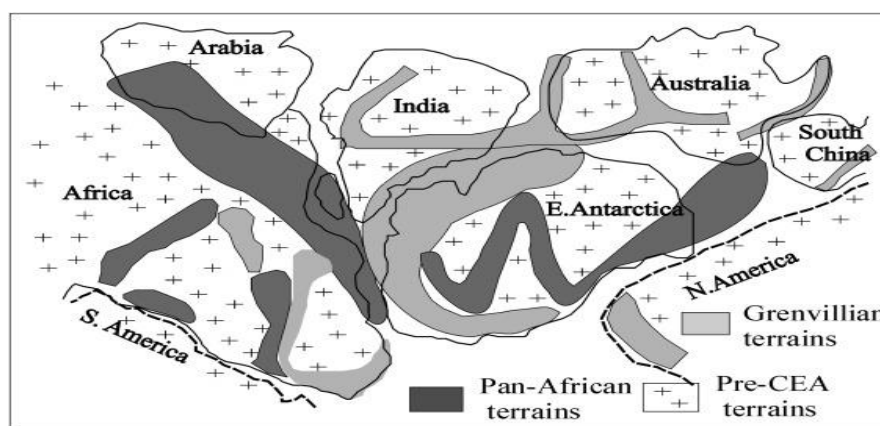 Arabia
India
Australia
South
China
Africa
E.Antarctica
N.America
S. America
Grenvillian
terrains
Pan-African
terrains
Pre-CEA
terrains